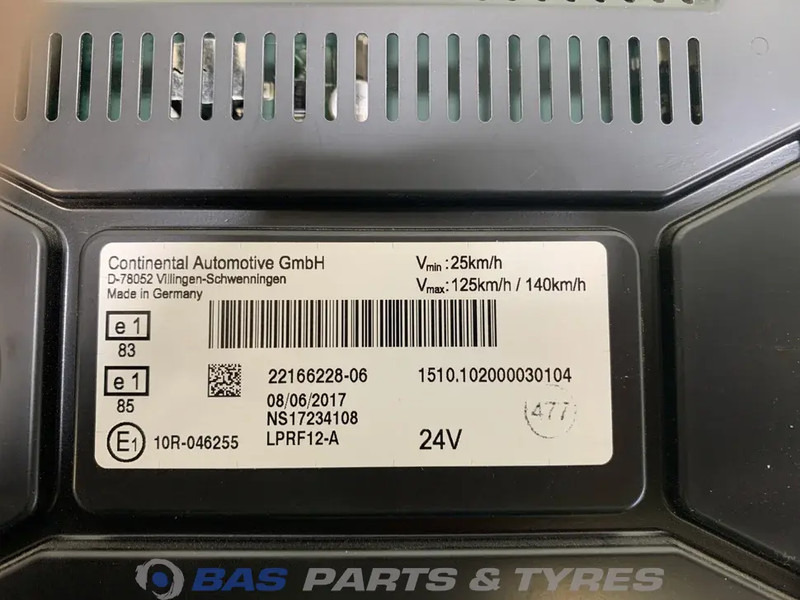 Continental Automotive GmbH
D-78052 Villingen-Schwenningen
Made in Germany
Vmin :25km/h
Vmax :125km/h / 140km/h
e 1
83
e 1
85
E1 10R-046255
22166228-06
08/06/2017
NS17234108
LPRF12-A
1510.102000030104
477
24V
BAS PARTS & TYRES